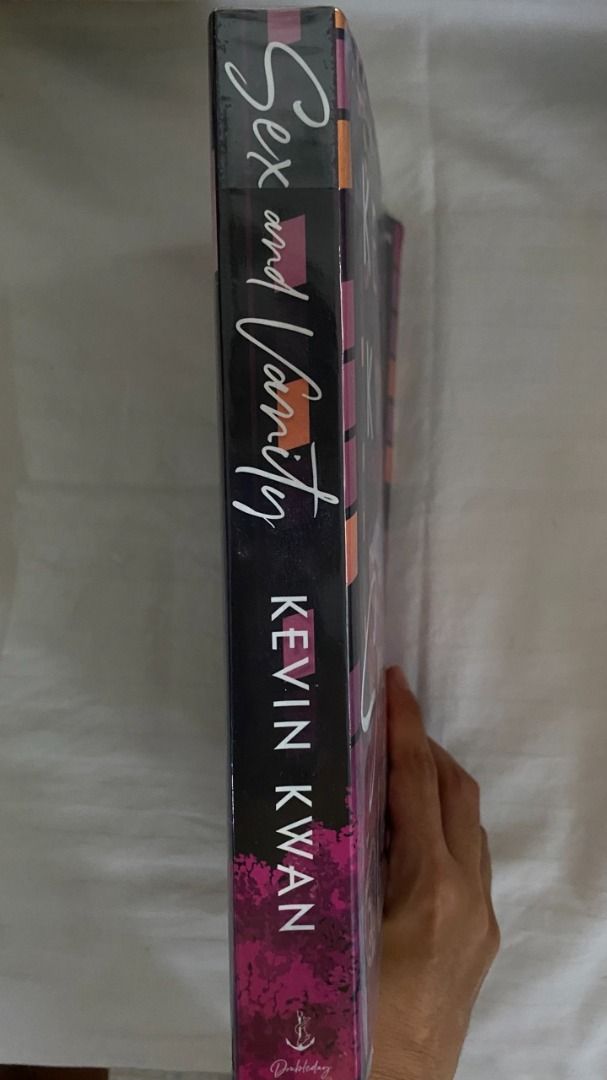 Sex and Vanity
KEVIN KWAN
Doubleday